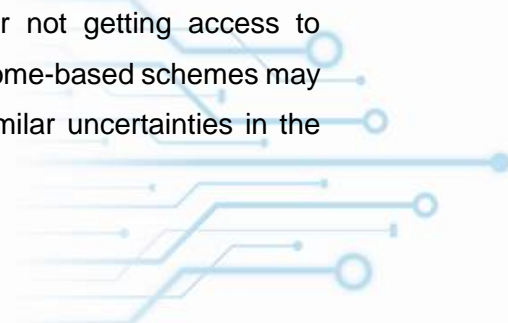 r not getting access to
ome-based schemes may
milar uncertainties in the